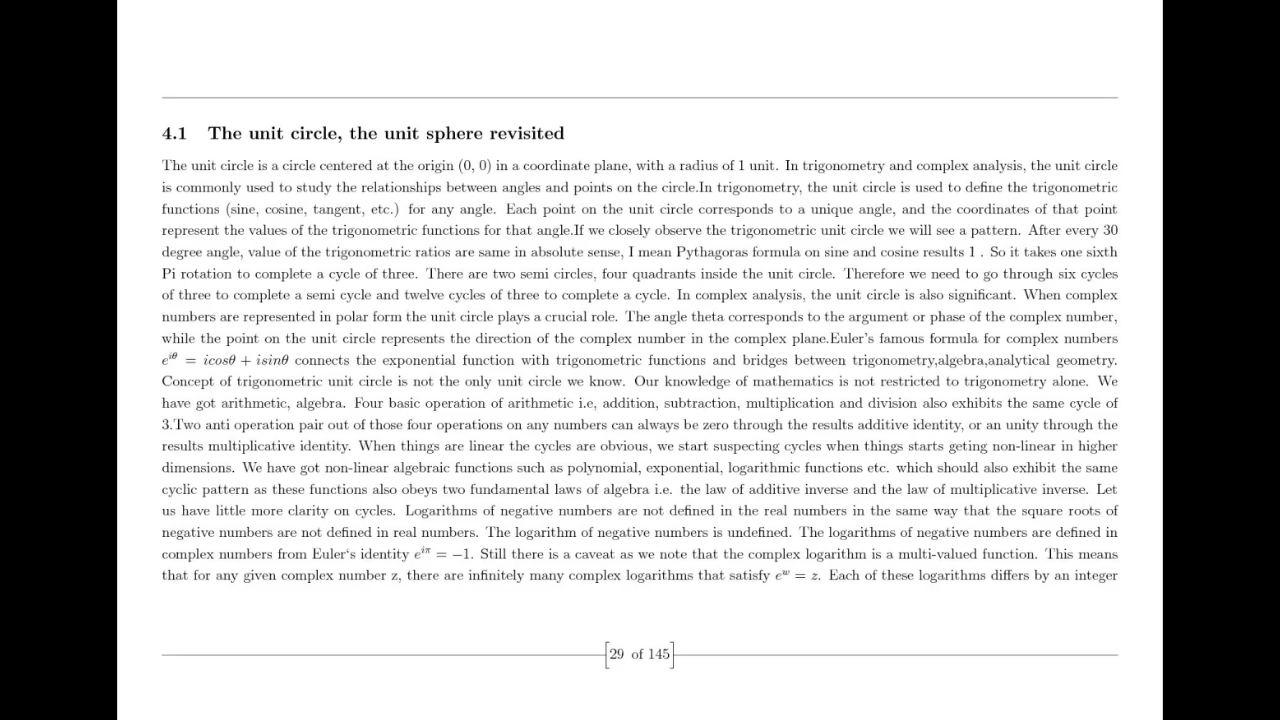 4.1 The unit circle, the unit sphere revisited
The unit circle is a circle centered at the origin (0, 0) in a coordinate plane, with a radius of 1 unit. In trigonometry and complex analysis, the unit circle
is commonly used to study the relationships between angles and points on the circle.In trigonometry, the unit circle is used to define the trigonometric
functions (sine, cosine, tangent, etc.) for any angle. Each point on the unit circle corresponds to a unique angle, and the coordinates of that point
represent the values of the trigonometric functions for that angle.If we closely observe the trigonometric unit circle we will see a pattern. After every 30
degree angle, value of the trigonometric ratios are same in absolute sense, I mean Pythagoras formula on sine and cosine results 1 . So it takes one sixth
Pi rotation to complete a cycle of three. There are two semi circles, four quadrants inside the unit circle. Therefore we need to go through six cycles
of three to complete a semi cycle and twelve cycles of three to complete a cycle. In complex analysis, the unit circle is also significant. When complex
numbers are represented in polar form the unit circle plays a crucial role. The angle theta corresponds to the argument or phase of the complex number,
while the point on the unit circle represents the direction of the complex number in the complex plane.Euler's famous formula for complex numbers
e^{iθ} = icosθ + isinθ connects the exponential function with trigonometric functions and bridges between trigonometry,algebra,analytical geometry.
Concept of trigonometric unit circle is not the only unit circle we know. Our knowledge of mathematics is not restricted to trigonometry alone. We
have got arithmetic, algebra. Four basic operation of arithmetic i.e, addition, subtraction, multiplication and division also exhibits the same cycle of
3.Two anti operation pair out of those four operations on any numbers can always be zero through the results additive identity, or an unity through the
results multiplicative identity. When things are linear the cycles are obvious, we start suspecting cycles when things starts geting non-linear in higher
dimensions. We have got non-linear algebraic functions such as polynomial, exponential, logarithmic functions etc. which should also exhibit the same
cyclic pattern as these functions also obeys two fundamental laws of algebra i.e. the law of additive inverse and the law of multiplicative inverse. Let
us have little more clarity on cycles. Logarithms of negative numbers are not defined in the real numbers in the same way that the square roots of
negative numbers are not defined in real numbers. The logarithm of negative numbers is undefined. The logarithms of negative numbers are defined in
complex numbers from Euler‘s identity e^{iπ} = −1. Still there is a caveat as we note that the complex logarithm is a multi-valued function. This means
that for any given complex number z, there are infinitely many complex logarithms that satisfy e^w = z. Each of these logarithms differs by an integer
29 of 145